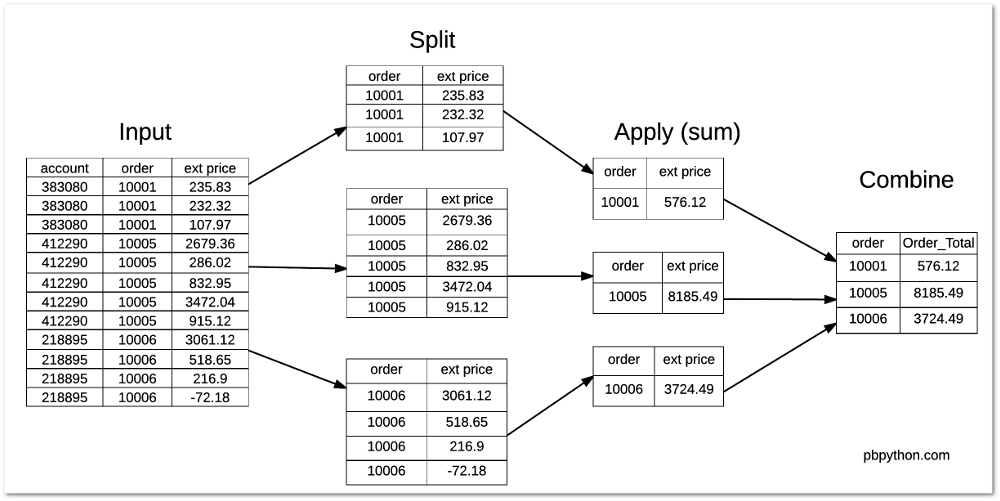 Split
order ext price
10001 235.83
10001 232.32
10001 107.97
Input
account order ext price
383080 10001 235.83
383080 10001 232.32
383080 10001 107.97
412290 10005 2679.36
412290 10005 286.02
412290 10005 832.95
412290 10005 3472.04
412290 10005 915.12
218895 10006 3061.12
218895 10006 518.65
218895 10006 216.9
218895 10006 -72.18
order ext price
10005 2679.36
10005 286.02
10005 832.95
10005 3472.04
10005 915.12
order ext price
10006 3061.12
10006 518.65
10006 216.9
10006 -72.18
Apply (sum)
order ext price
10001 576.12
order ext price
10005 8185.49
order ext price
10006 3724.49
Combine
order Order_Total
10001 576.12
10005 8185.49
10006 3724.49
pbpython.com